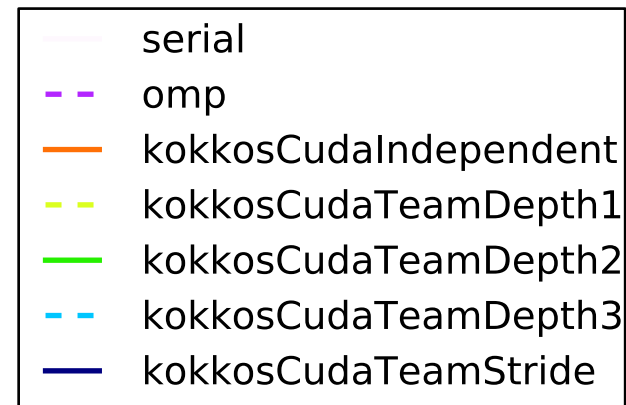 serial
omp
kokkosCudaIndependent
kokkosCudaTeamDepth1
kokkosCudaTeamDepth2
kokkosCudaTeamDepth3
kokkosCudaTeamStride